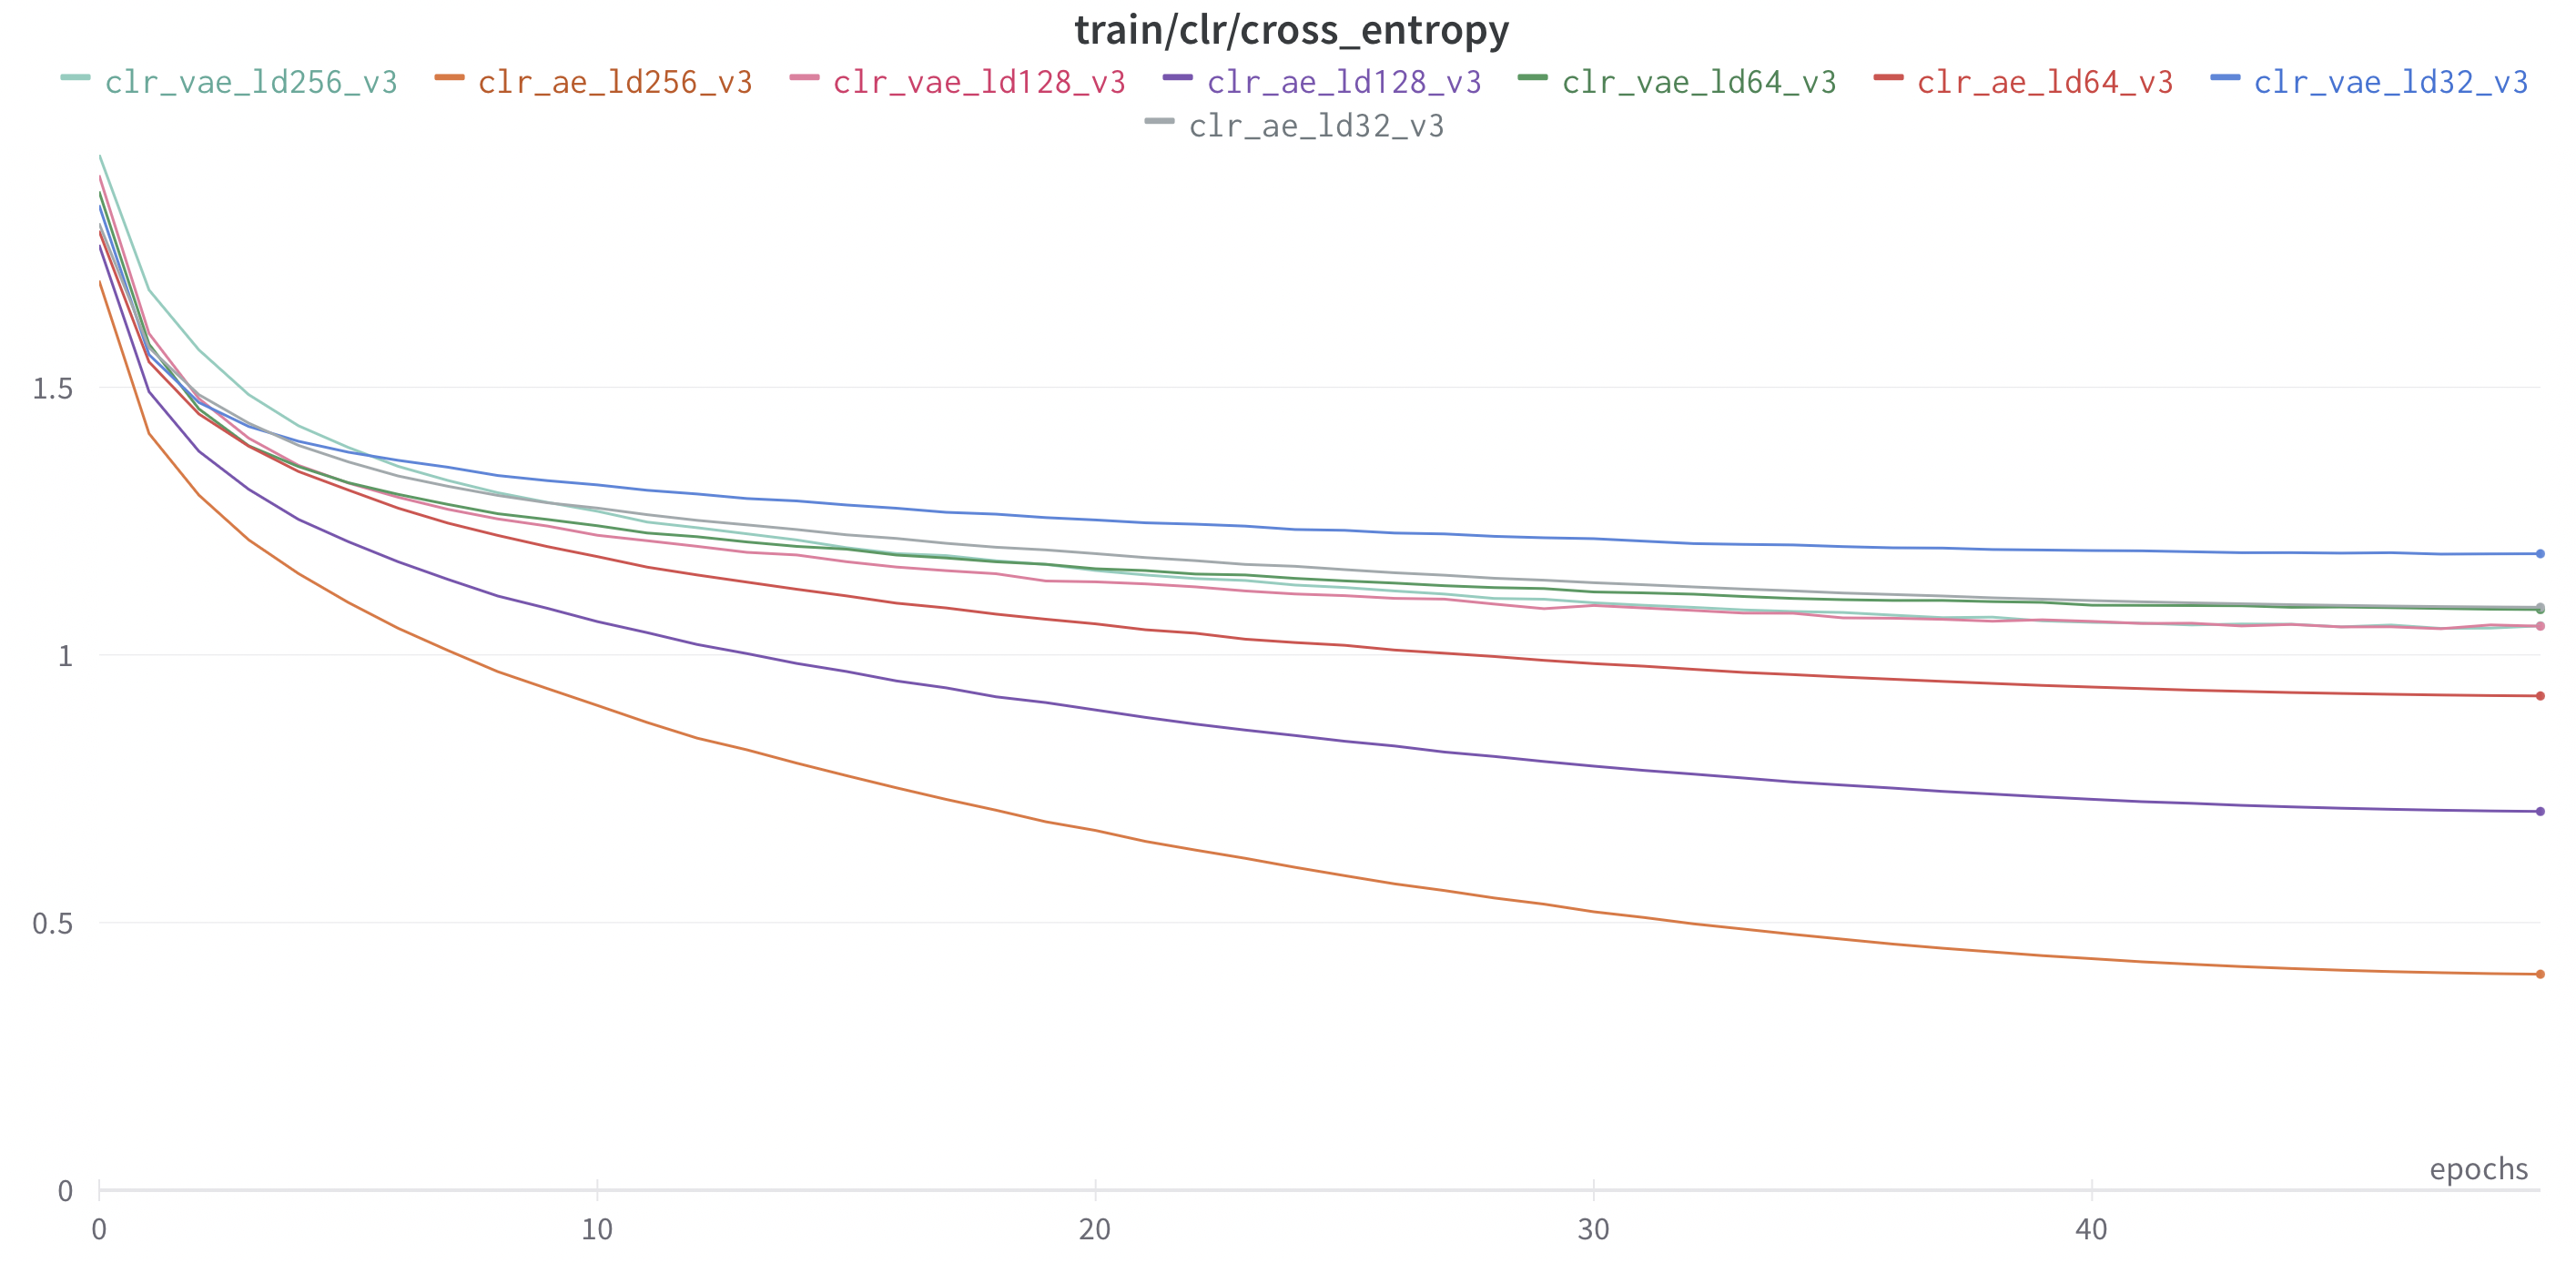 train/clr/cross_entropy
clr_vae_ld256_v3 clr_ae_ld256_v3 clr_vae_ld128_v3 clr_ae_ld128_v3 clr_vae_ld64_v3 clr_ae_ld64_v3 clr_vae_ld32_v3
clr_ae_ld32_v3
1.5
1
0.5
epochs
0
0 10 20 30 40